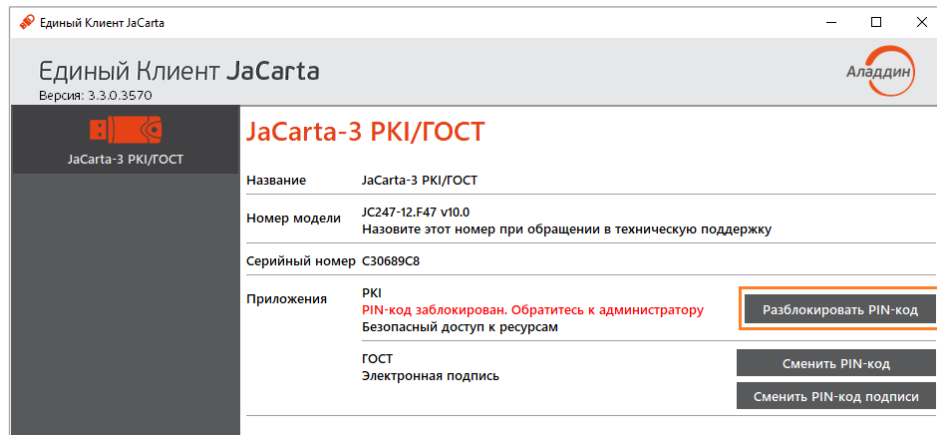 Единый Клиент JaCarta
Единый Клиент JaCarta
Версия: 3.3.0.3570
Аладдин
JaCarta-3 PKI/ГОСТ
JaCarta-3 PKI/ГОСТ
Название JaCarta-3 PKI/ГОСТ
Номер модели JC247-12.F47 v10.0
Назовите этот номер при обращении в техническую поддержку
Серийный номер C30689C8
Приложения PKI
PIN-код заблокирован. Обратитесь к администратору
Безопасный доступ к ресурсам
Разблокировать PIN-код
ГОСТ
Электронная подпись
Сменить PIN-код
Сменить PIN-код подписи